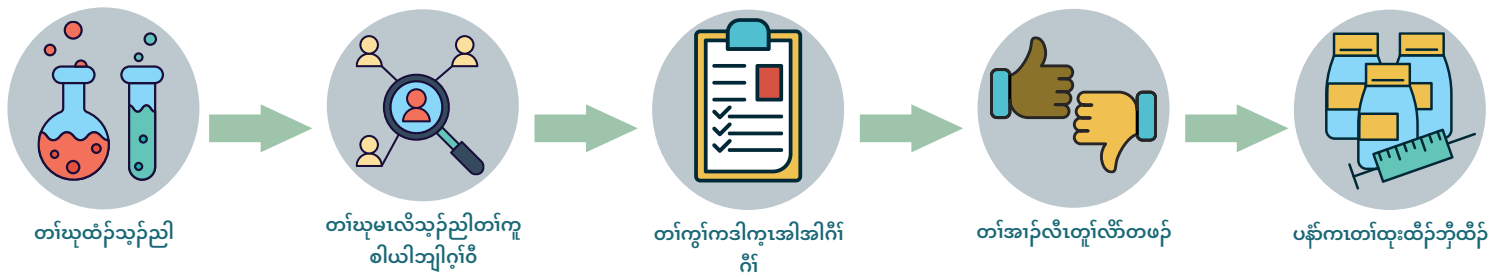 တၢ်ဃုထံၣ်သ့ၣ်ညါ
တၢ်ဃုမၤလိသ့ၣ်ညါတၢ်ကူ
စါယါဘျါဂ့ၢ်ဝီ
တၢ်ကွၢ်ကဒါက့ၤအါအါဂီၢ်
ဂီၢ်
တၢ်အၢၣ်လီၤတူၢ်လိာ်တဖၣ်
ပနံာ်ကၤတၢ်ထုးထီၣ်ဘှီထီၣ်